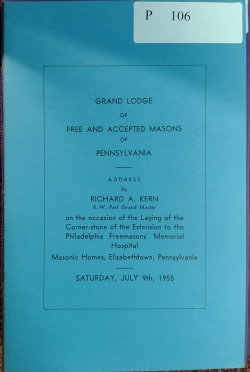 P 106
GRAND LODGE
OF
FREE AND ACCEPTED MASONS
OF
PENNSYLVANIA
ADDRESS
by
RICHARD A. KERN
R. W. Past Grand Master
on the occasion of the Laying of the
Corner-stone of the Extension to the
Philadelphia Freemasons' Memorial
Hospital
Masonic Homes, Elizabethtown, Pennsylvania
SATURDAY, JULY 9th, 1955